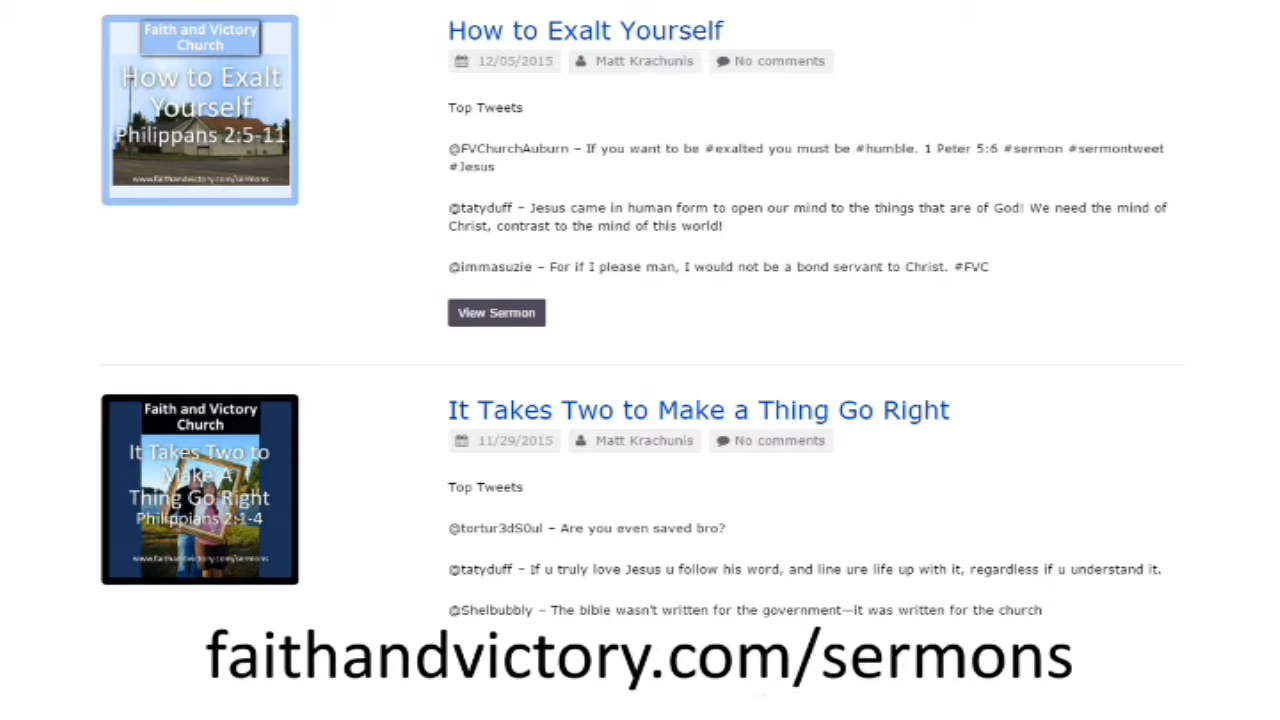 Faith and Victory
Church
How to Exalt
Yourself
Philippans 2:5-11
www.faithandvictory.com/sermons
How to Exalt Yourself
12/05/2015 Matt Krachunis No comments
Top Tweets
@FVChurchAuburn – If you want to be #exalted you must be #humble. 1 Peter 5:6 #sermon #sermontweet
#Jesus
@tatyduff – Jesus came in human form to open our mind to the things that are of God! We need the mind of
Christ, contrast to the mind of this world!
@immasuzie – For if I please man, I would not be a bond servant to Christ. #FVC
View Sermon
Faith and Victory
Church
It Takes Two to
Make A
Thing Go Right
Philippians 2:1-4
www.faithandvictory.com/sermons
It Takes Two to Make a Thing Go Right
11/29/2015 Matt Krachunis No comments
Top Tweets
@tortur3dS0ul – Are you even saved bro?
@tatyduff – If u truly love Jesus u follow his word, and line ure life up with it, regardless if u understand it.
@Shelbubbly – The bible wasn't written for the government—it was written for the church
faithandvictory.com/sermons